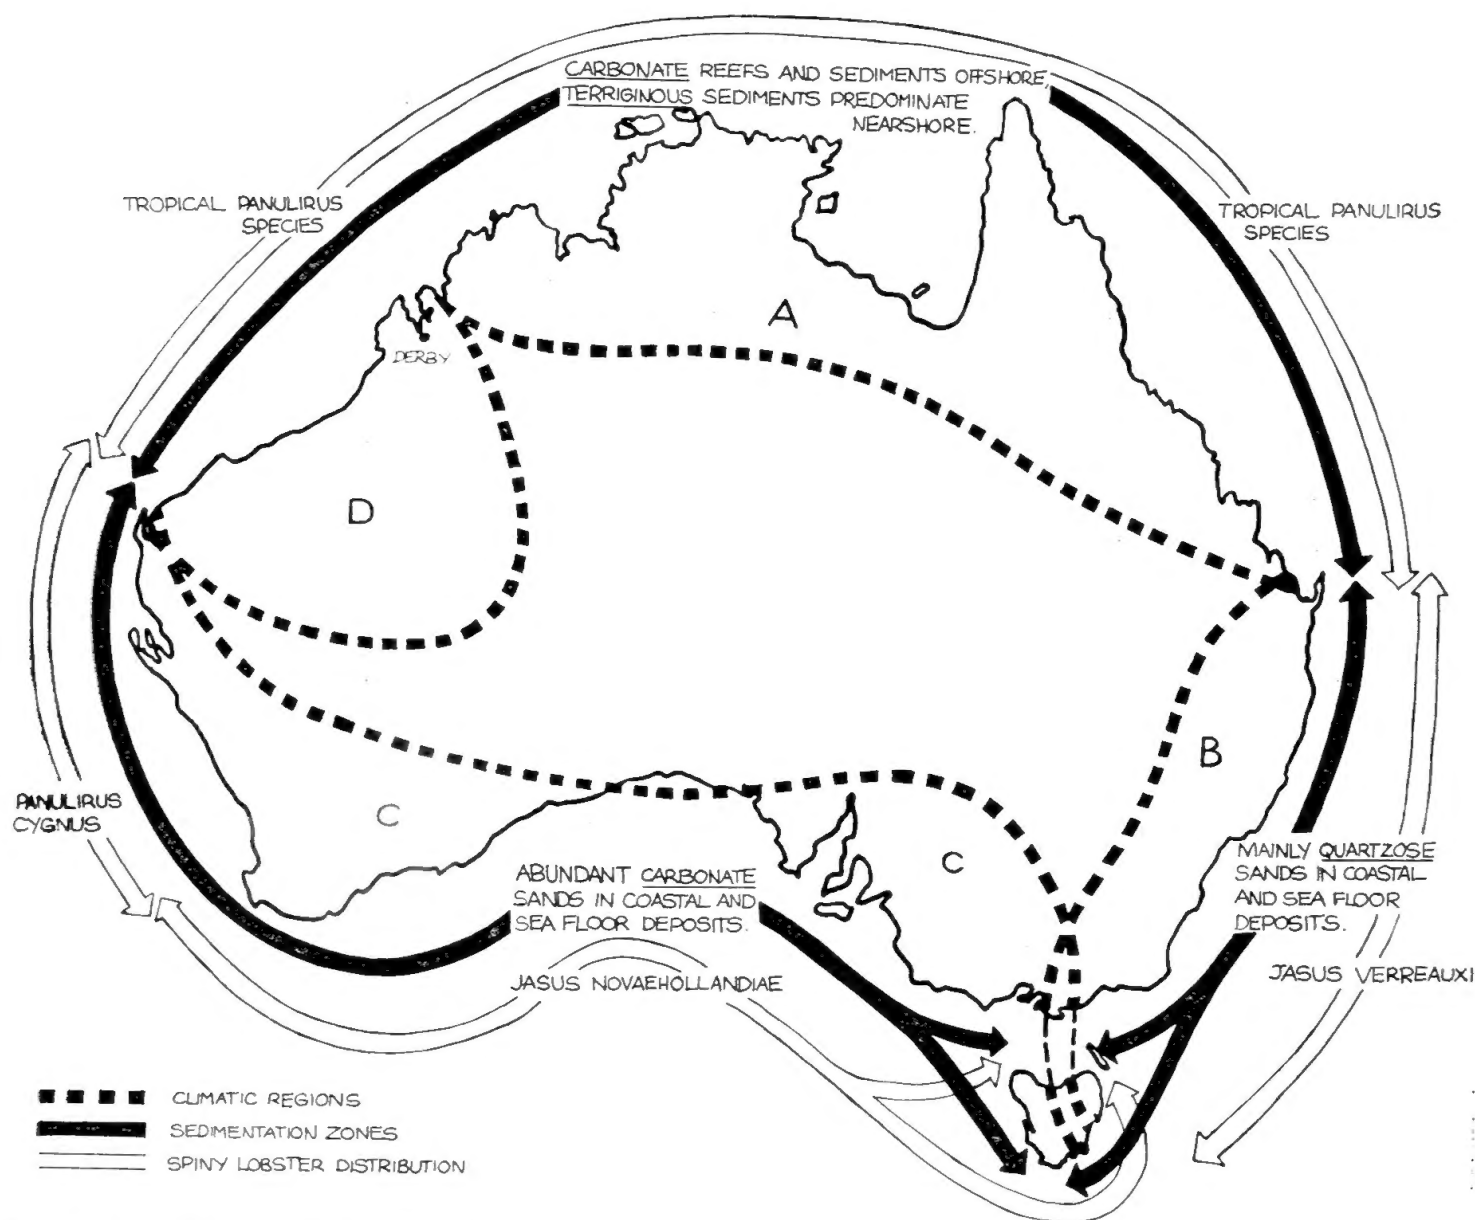 CARBONATE REEFS AND SEDIMENTS OFFSHORE,
TERRIGINOUS SEDIMENTS PREDOMINATE
NEARSHORE.
TROPICAL PANULIRUS
SPECIES
TROPICAL PANULIRUS
SPECIES
A
DERBY
D
B
PANULIRUS
CYGNUS
C
C
ABUNDANT CARBONATE
SANDS IN COASTAL AND
SEA FLOOR DEPOSITS.
MAINLY QUARTZOSE
SANDS IN COASTAL
AND SEA FLOOR
DEPOSITS.
JASUS NOVAEHOLLANDIAE
JASUS VERREAUXI
CLIMATIC REGIONS
SEDIMENTATION ZONES
SPINY LOBSTER DISTRIBUTION